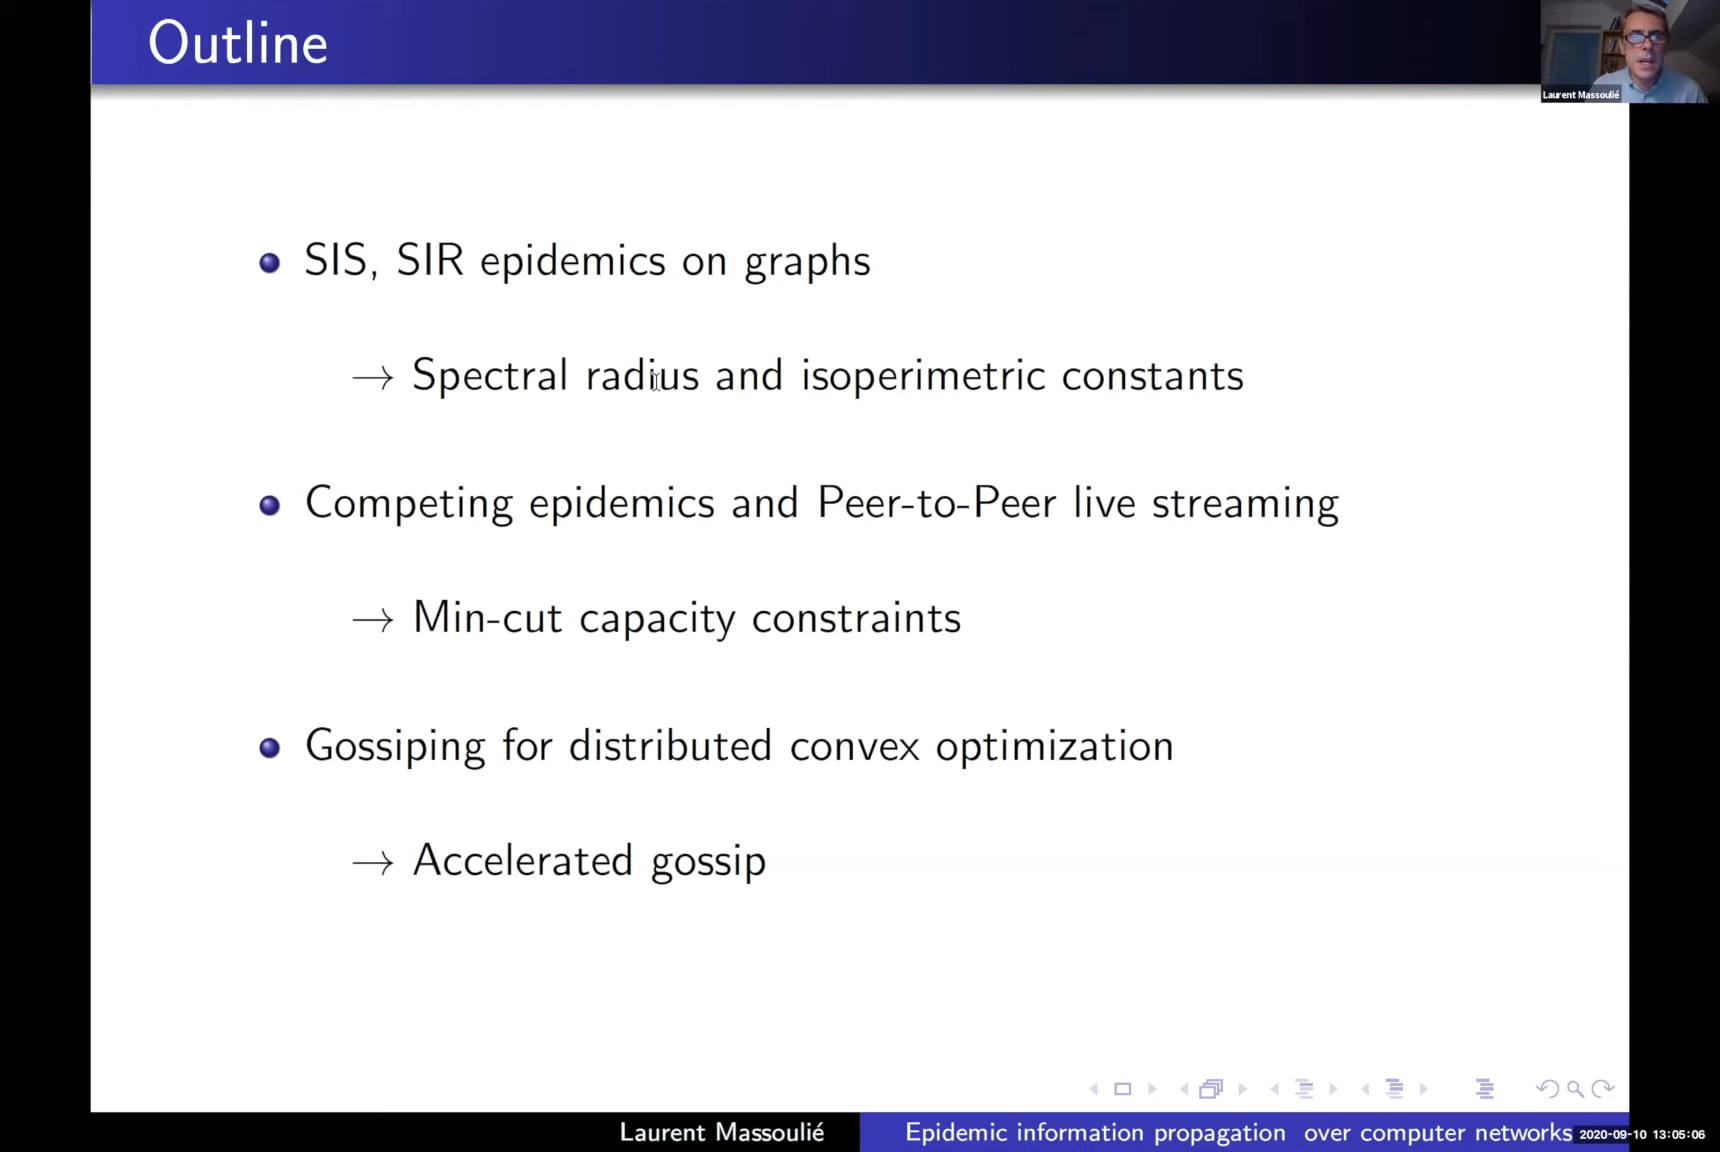 Outline
Laurent Massoulié
SIS, SIR epidemics on graphs
→ Spectral radius and isoperimetric constants
Competing epidemics and Peer-to-Peer live streaming
→ Min-cut capacity constraints
Gossiping for distributed convex optimization
→ Accelerated gossip
Laurent Massoulié
Epidemic information propagation over computer networks
2020-09-10 13:05:06